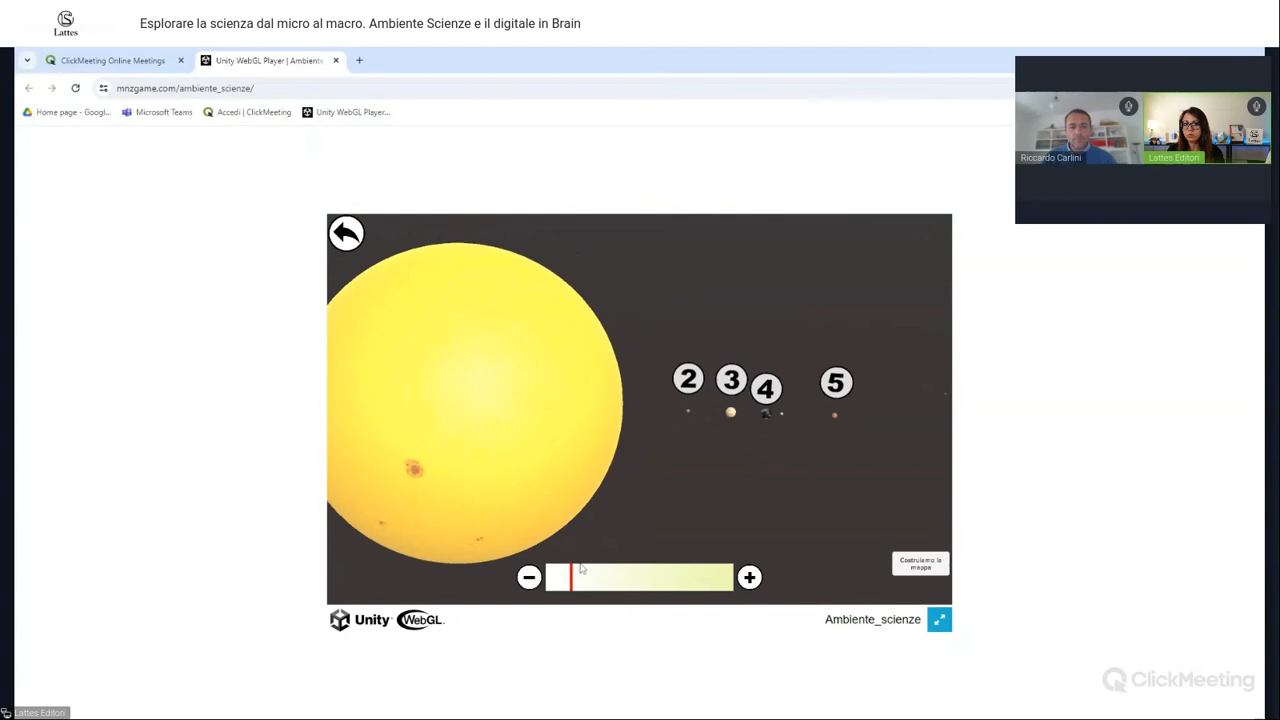 Lattes
Esplorare la scienza dal micro al macro. Ambiente Scienze e il digitale in Brain
ClickMeeting Online Meetings
Unity WebGL Player | Ambiente
mnzgame.com/ambiente_scienze/
Home page - Googl...
Microsoft Teams
Accedi | ClickMeeting
Unity WebGL Player...
Riccardo Carlini
Lattes Editori
Lattes
2
3
4
5
Costruiamo la
mappa
Unity WebGL.
Ambiente_scienze
ClickMeeting
Lattes Editori